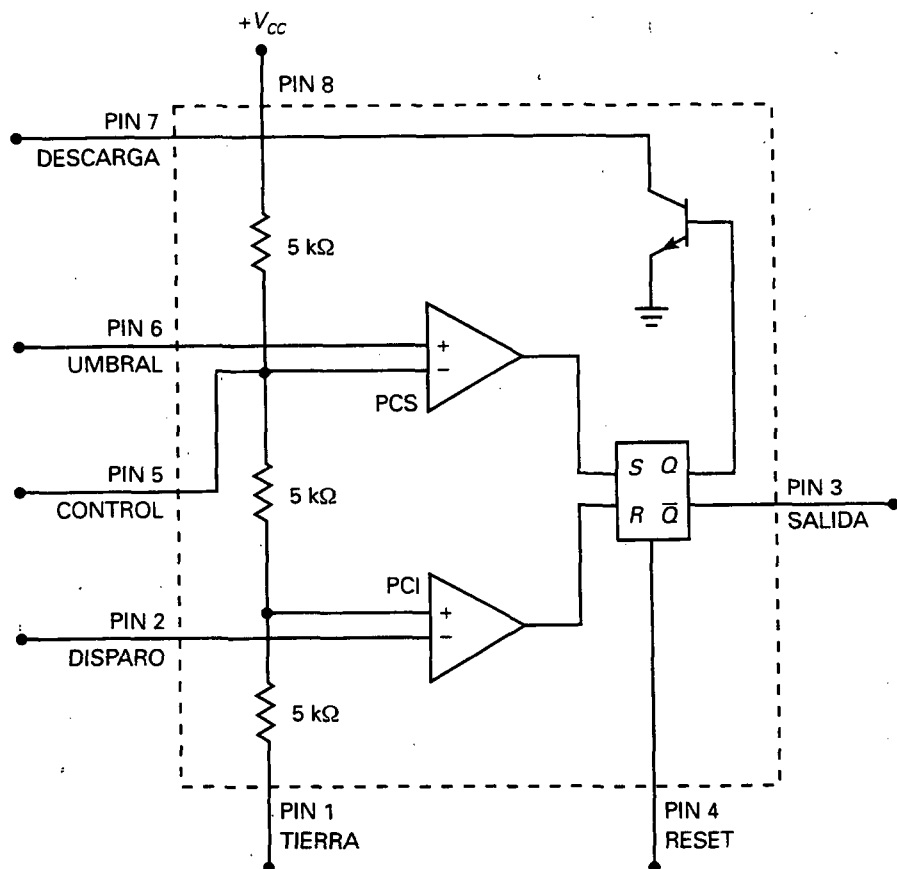 +V_CC
PIN 8
PIN 7
DESCARGA
5 kΩ
PIN 6
UMBRAL
+
−
PCS
PIN 5
CONTROL
5 kΩ
S Q
R Q̅
PIN 3
SALIDA
PCI
+
−
PIN 2
DISPARO
5 kΩ
PIN 1
TIERRA
PIN 4
RESET